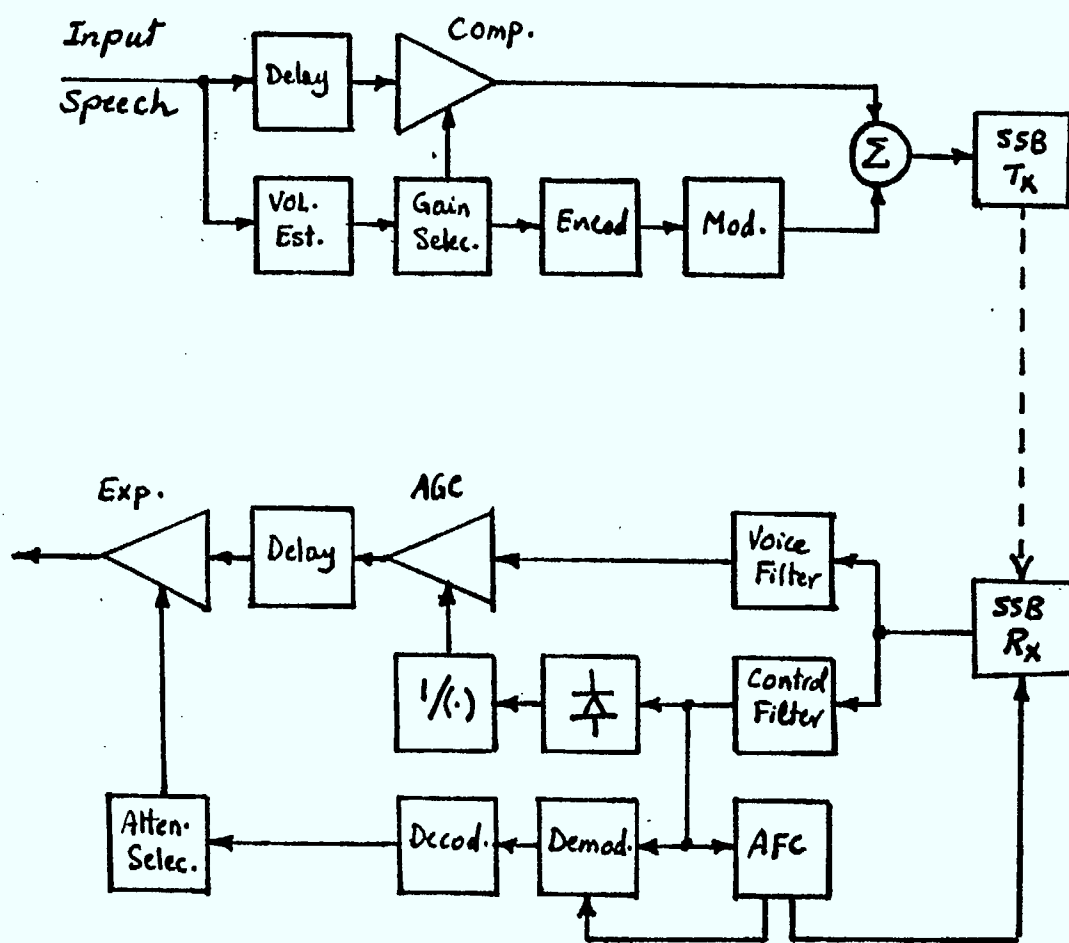 Input
Speech
Delay
Comp.
Vol.
Est.
Gain
Selec.
Encod
Mod.
Σ
SSB
Tx
Exp.
Delay
AGC
Voice
Filter
SSB
Rx
1/(·)
Control
Filter
Atten.
Selec.
Decod.
Demod.
AFC